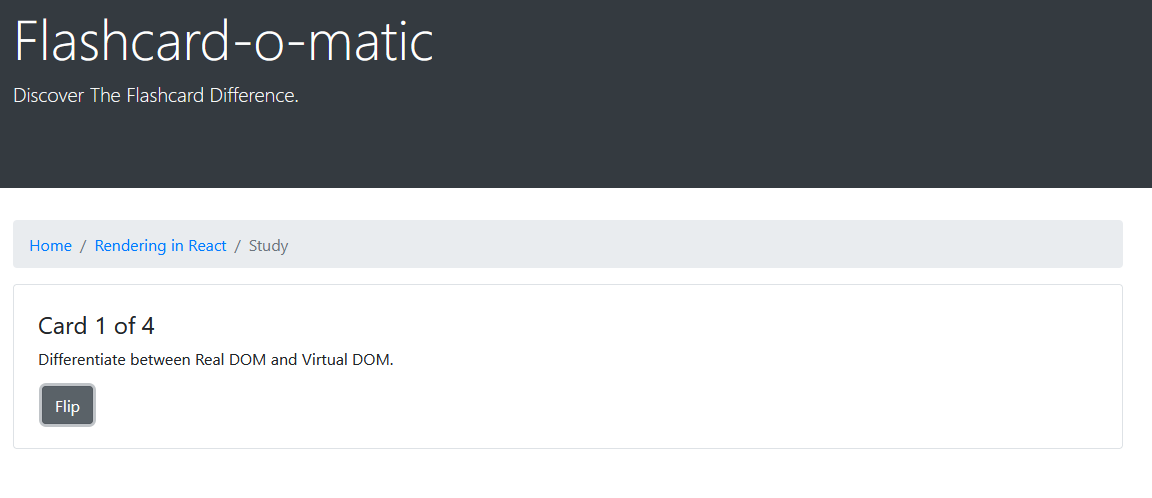 Flashcard-o-matic
Discover The Flashcard Difference.
Home / Rendering in React / Study
Card 1 of 4
Differentiate between Real DOM and Virtual DOM.
Flip